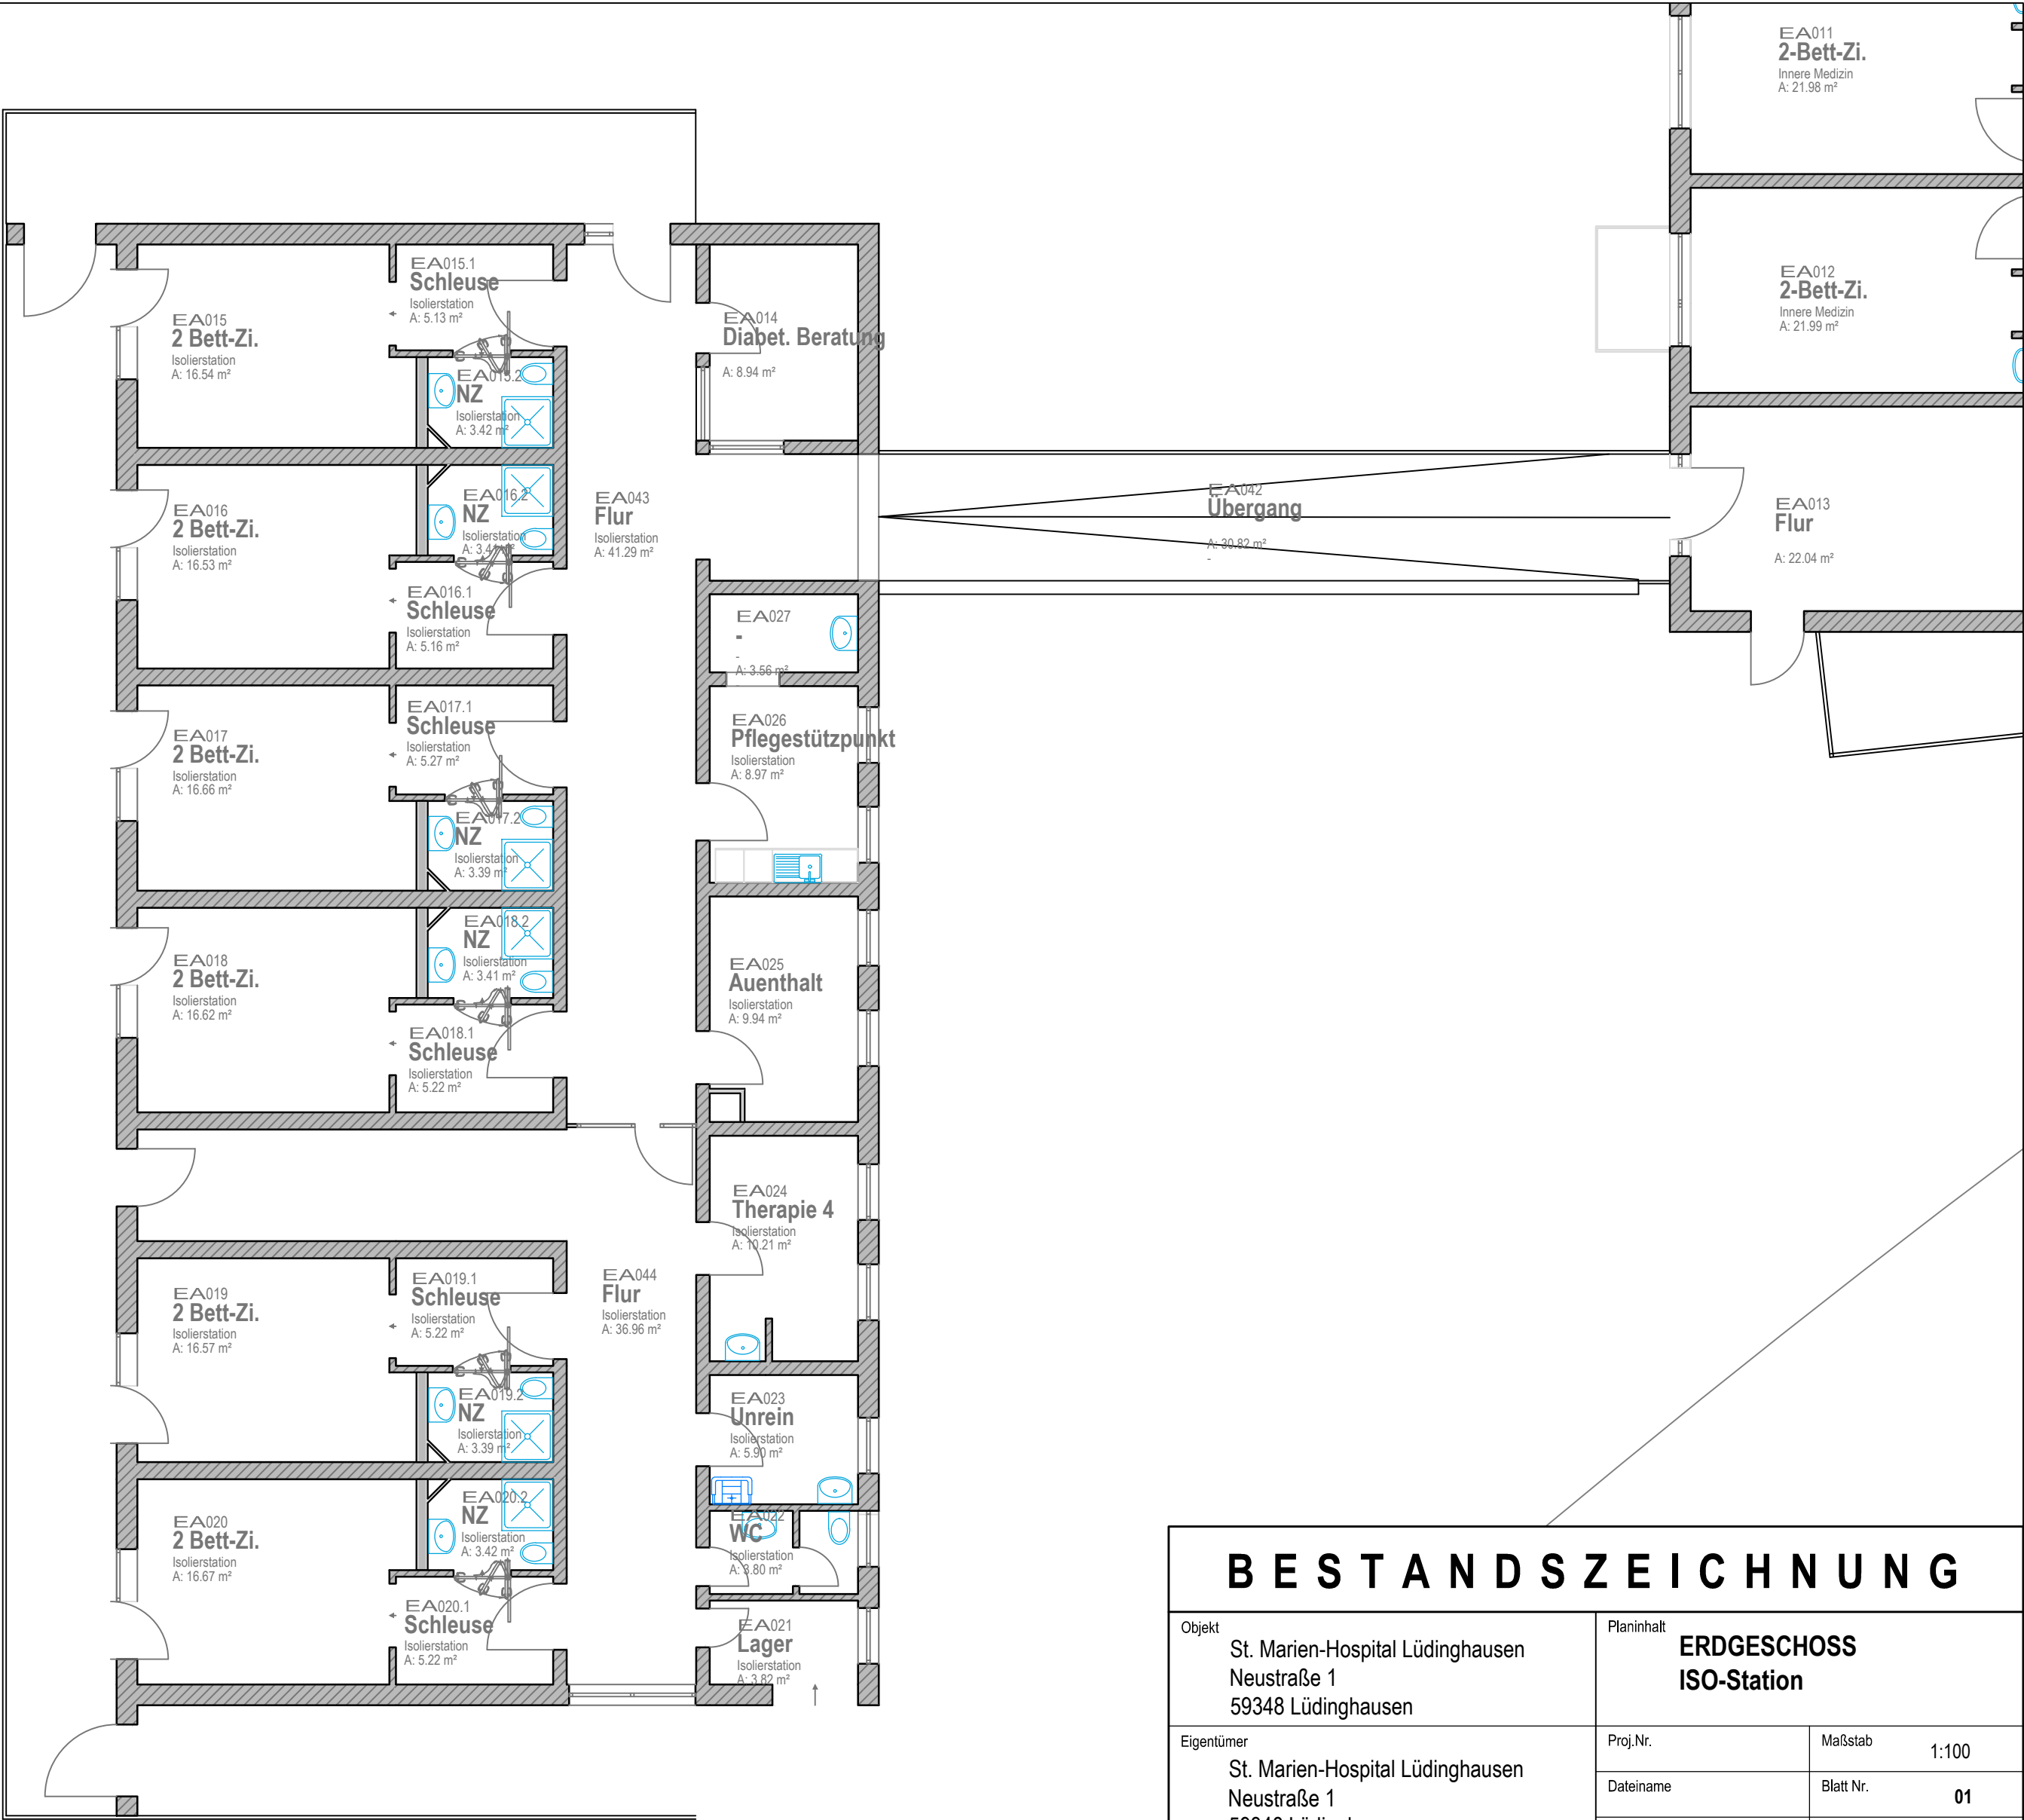 EA011
2-Bett-Zi.
Innere Medizin
A: 21.98 m²
EA012
2-Bett-Zi.
Innere Medizin
A: 21.99 m²
EA013
Flur
A: 22.04 m²
EA042
Übergang
A: 30.82 m²
-
EA014
Diabet. Beratung
A: 8.94 m²
EA015.1
Schleuse
Isolierstation
A: 5.13 m²
EA015
2 Bett-Zi.
Isolierstation
A: 16.54 m²
EA015.2
NZ
Isolierstation
A: 3.42 m²
EA016
2 Bett-Zi.
Isolierstation
A: 16.53 m²
EA016.2
NZ
Isolierstation
A: 3.41 m²
EA043
Flur
Isolierstation
A: 41.29 m²
EA016.1
Schleuse
Isolierstation
A: 5.16 m²
EA027
-
-
A: 3.56 m²
EA017
2 Bett-Zi.
Isolierstation
A: 16.66 m²
EA017.1
Schleuse
Isolierstation
A: 5.27 m²
EA026
Pflegestützpunkt
Isolierstation
A: 8.97 m²
EA017.2
NZ
Isolierstation
A: 3.39 m²
EA018.2
NZ
Isolierstation
A: 3.41 m²
EA018
2 Bett-Zi.
Isolierstation
A: 16.62 m²
EA025
Auenthalt
Isolierstation
A: 9.94 m²
EA018.1
Schleuse
Isolierstation
A: 5.22 m²
EA024
Therapie 4
Isolierstation
A: 10.21 m²
EA019
2 Bett-Zi.
Isolierstation
A: 16.57 m²
EA019.1
Schleuse
Isolierstation
A: 5.22 m²
EA044
Flur
Isolierstation
A: 36.96 m²
EA019.2
NZ
Isolierstation
A: 3.39 m²
EA023
Unrein
Isolierstation
A: 5.90 m²
EA020
2 Bett-Zi.
Isolierstation
A: 16.67 m²
EA020.2
NZ
Isolierstation
A: 3.42 m²
EA022
WC
Isolierstation
A: 3.80 m²
EA020.1
Schleuse
Isolierstation
A: 5.22 m²
EA021
Lager
Isolierstation
A: 3.82 m²
BESTANDSZEICHNUNG
Objekt
St. Marien-Hospital Lüdinghausen
Neustraße 1
59348 Lüdinghausen
Planinhalt
ERDGESCHOSS
ISO-Station
Eigentümer
St. Marien-Hospital Lüdinghausen
Neustraße 1
Proj.Nr.
Maßstab 1:100
Dateiname
Blatt Nr. 01